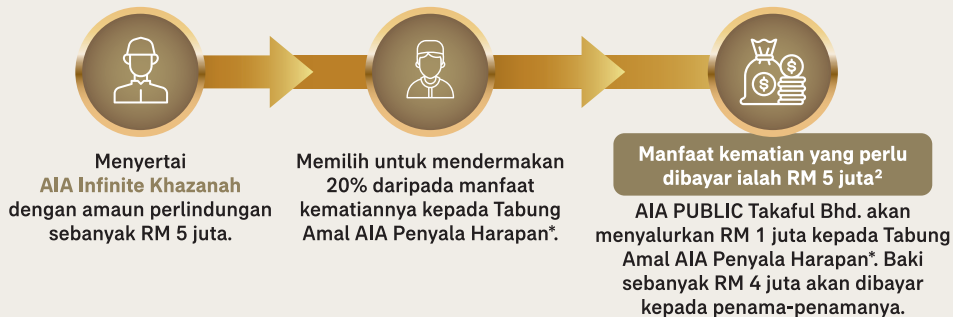 Menyertai
AIA Infinite Khazanah
dengan amaun perlindungan
sebanyak RM 5 juta.
Memilih untuk mendermakan
20% daripada manfaat
kematiannya kepada Tabung
Amal AIA Penyala Harapan*.
Manfaat kematian yang perlu
dibayar ialah RM 5 juta²
AIA PUBLIC Takaful Bhd. akan
menyalurkan RM 1 juta kepada Tabung
Amal AIA Penyala Harapan*. Baki
sebanyak RM 4 juta akan dibayar
kepada penama-penamanya.